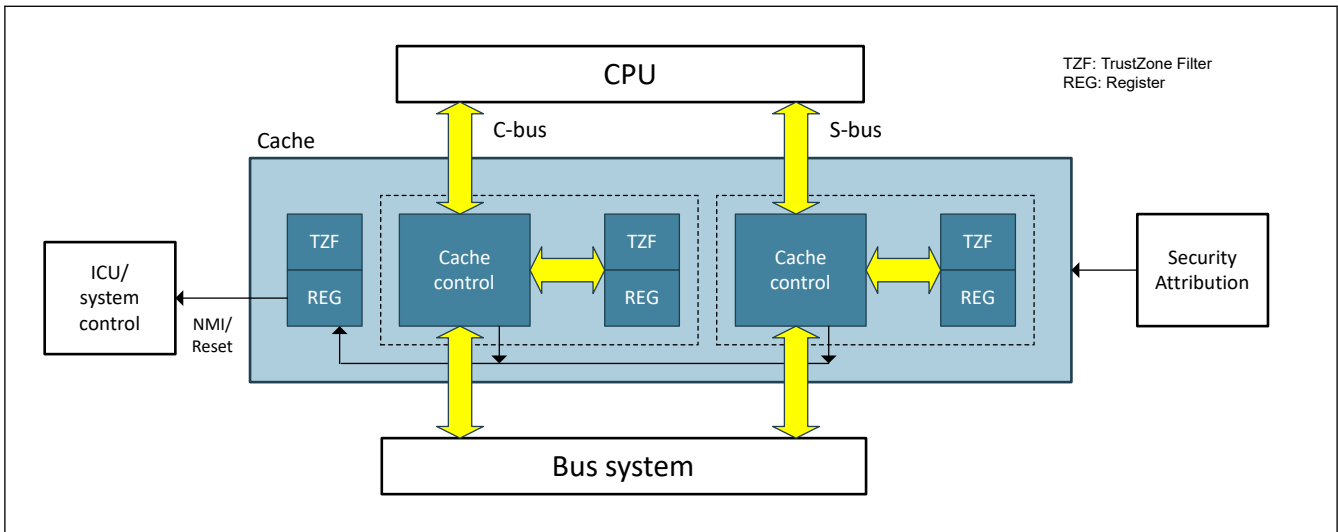 CPU
TZF: TrustZone Filter
REG: Register
C-bus
S-bus
Cache
TZF
REG
Cache
control
TZF
REG
Cache
control
TZF
REG
ICU/
system
control
NMI/
Reset
Security
Attribution
Bus system